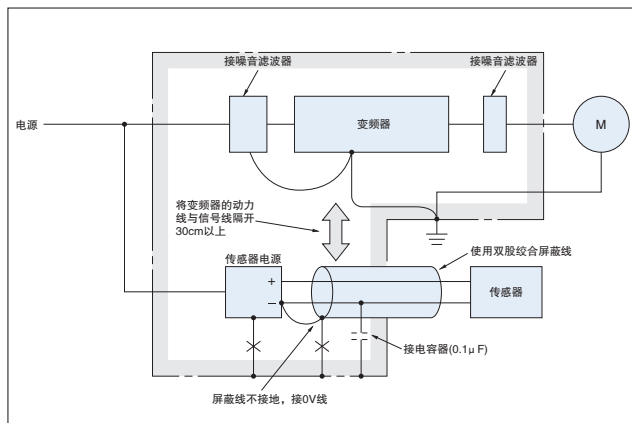 接噪音滤波器
接噪音滤波器
电源
变频器
M
将变频器的动力
线与信号线隔开
30cm以上
使用双股绞合屏蔽线
传感器电源
+
−
传感器
接电容器(0.1μF)
屏蔽线不接地，接0V线